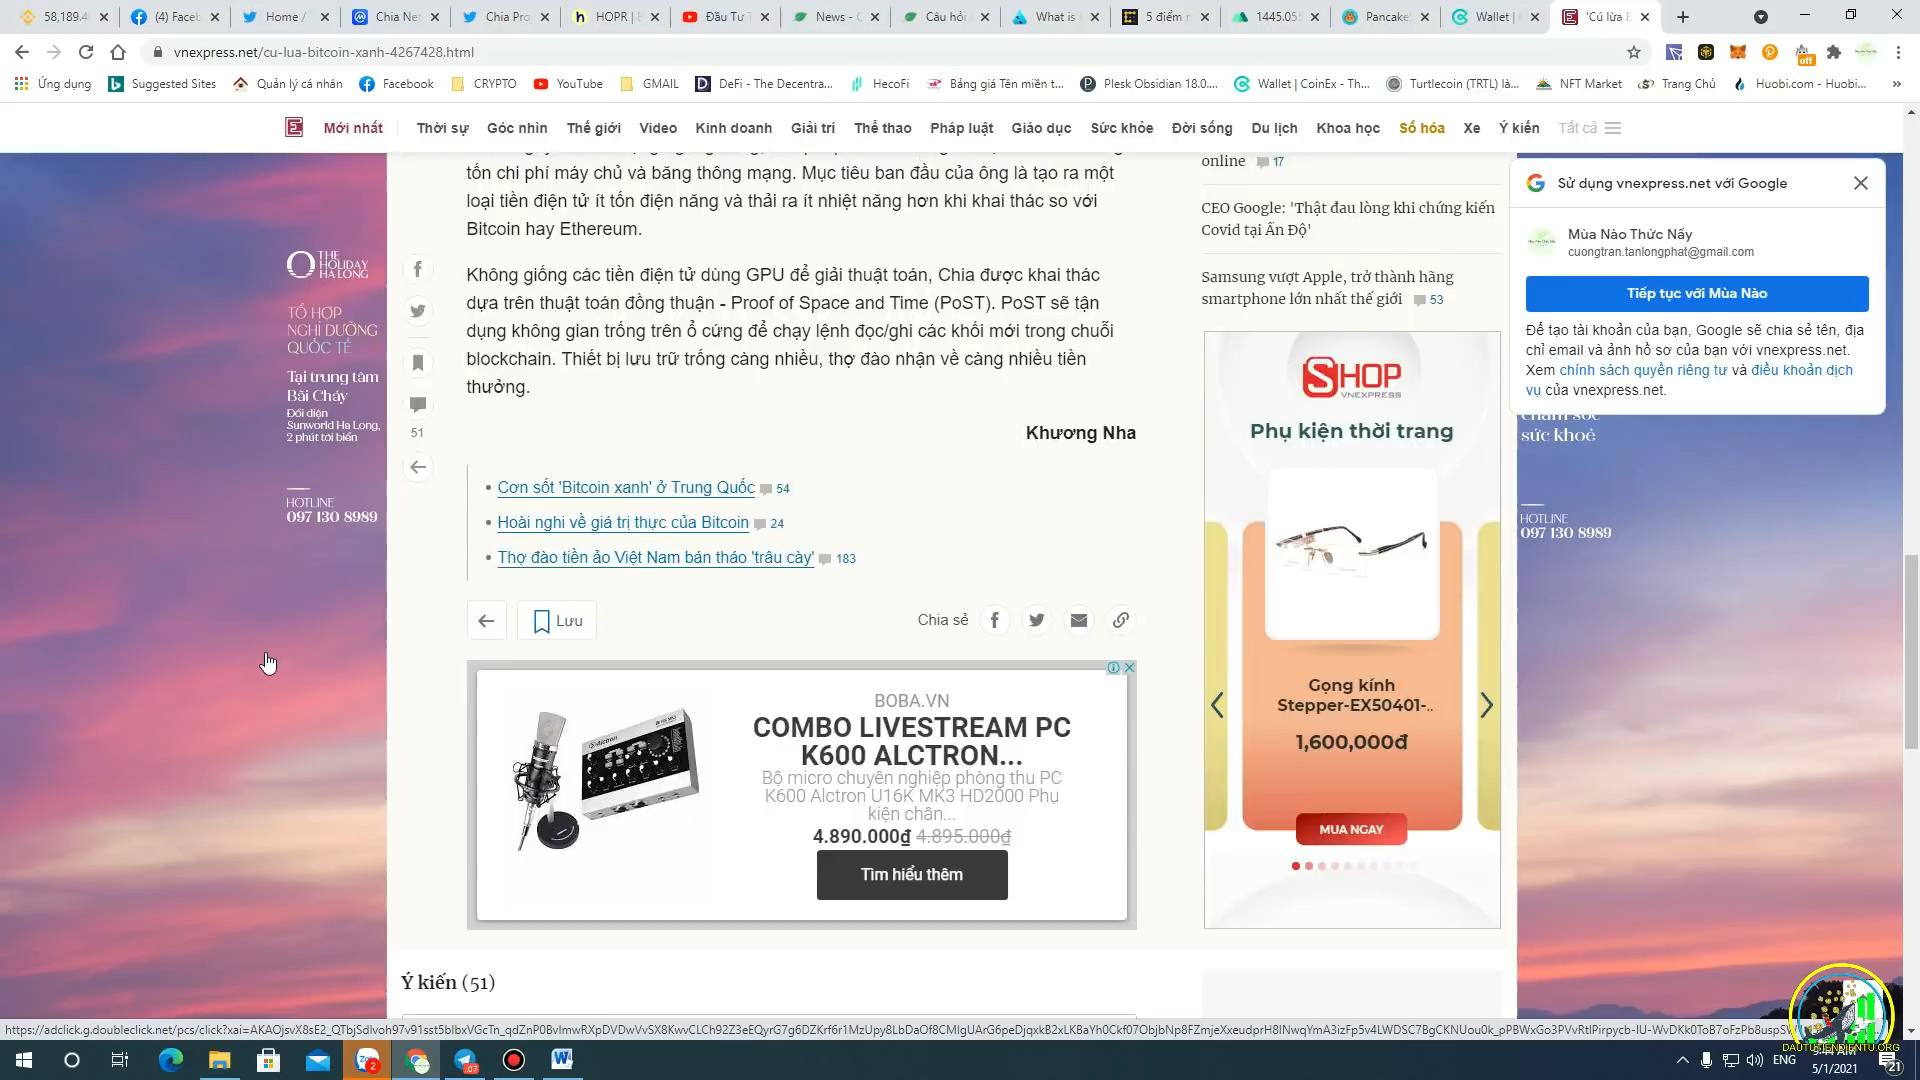 58,189.4
(4) Faceb
Home /
Chia Net
Chia Pro
HOPR |
Đầu Tư T
News - C
Câu hỏi
What is
5 điểm n
1445.05
Pancake
Wallet |
'Cú lừa B
vnexpress.net/cu-lua-bitcoin-xanh-4267428.html
off
Ứng dụng
Suggested Sites
Quản lý cá nhân
Facebook
CRYPTO
YouTube
GMAIL
DeFi - The Decentra...
HecoFi
Bảng giá Tên miền t...
Plesk Obsidian 18.0....
Wallet | CoinEx - Th...
Turtlecoin (TRTL) là...
NFT Market
Trang Chủ
Huobi.com - Huobi...
»
Mới nhất
Thời sự
Góc nhìn
Thế giới
Video
Kinh doanh
Giải trí
Thể thao
Pháp luật
Giáo dục
Sức khỏe
Đời sống
Du lịch
Khoa học
Số hóa
Xe
Ý kiến
Tất cả
tốn chi phí máy chủ và băng thông mạng. Mục tiêu ban đầu của ông là tạo ra một
loại tiền điện tử ít tốn điện năng và thải ra ít nhiệt năng hơn khi khai thác so với
Bitcoin hay Ethereum.
Không giống các tiền điện tử dùng GPU để giải thuật toán, Chia được khai thác
dựa trên thuật toán đồng thuận - Proof of Space and Time (PoST). PoST sẽ tận
dụng không gian trống trên ổ cứng để chạy lệnh đọc/ghi các khối mới trong chuỗi
blockchain. Thiết bị lưu trữ trống càng nhiều, thợ đào nhận về càng nhiều tiền
thưởng.
Khương Nha
51
Cơn sốt 'Bitcoin xanh' ở Trung Quốc 54
Hoài nghi về giá trị thực của Bitcoin 24
Thợ đào tiền ảo Việt Nam bán tháo 'trâu cày' 183
Lưu
Chia sẻ
BOBA.VN
COMBO LIVESTREAM PC
K600 ALCTRON...
Bộ micro chuyên nghiệp phòng thu PC
K600 Alctron U16K MK3 HD2000 Phụ
kiện chân...
4.890.000₫ 4.895.000₫
Tìm hiểu thêm
Ý kiến (51)
THE
HOLIDAY
HA LONG
TỔ HỢP
NGHỈ DƯỠNG
QUỐC TẾ
Tại trung tâm
Bãi Cháy
Đối diện
Sunworld Ha Long,
2 phút tới biển
HOTLINE
097 130 8989
online 17
CEO Google: 'Thật đau lòng khi chứng kiến
Covid tại Ấn Độ'
Samsung vượt Apple, trở thành hãng
smartphone lớn nhất thế giới 53
SHOP
VNEXPRESS
Phụ kiện thời trang
Gọng kính
Stepper-EX50401-..
1,600,000đ
MUA NGAY
Sử dụng vnexpress.net với Google
Mùa Nào Thức Nấy
cuongtran.tanlongphat@gmail.com
Tiếp tục với Mùa Nào
Để tạo tài khoản của bạn, Google sẽ chia sẻ tên, địa
chỉ email và ảnh hồ sơ của bạn với vnexpress.net.
Xem chính sách quyền riêng tư và điều khoản dịch
vụ của vnexpress.net.
chăm sóc
sức khoẻ
HOTLINE
097 130 8989
DAUTUTIENDIENTU.ORG
ENG
5/1/2021
21